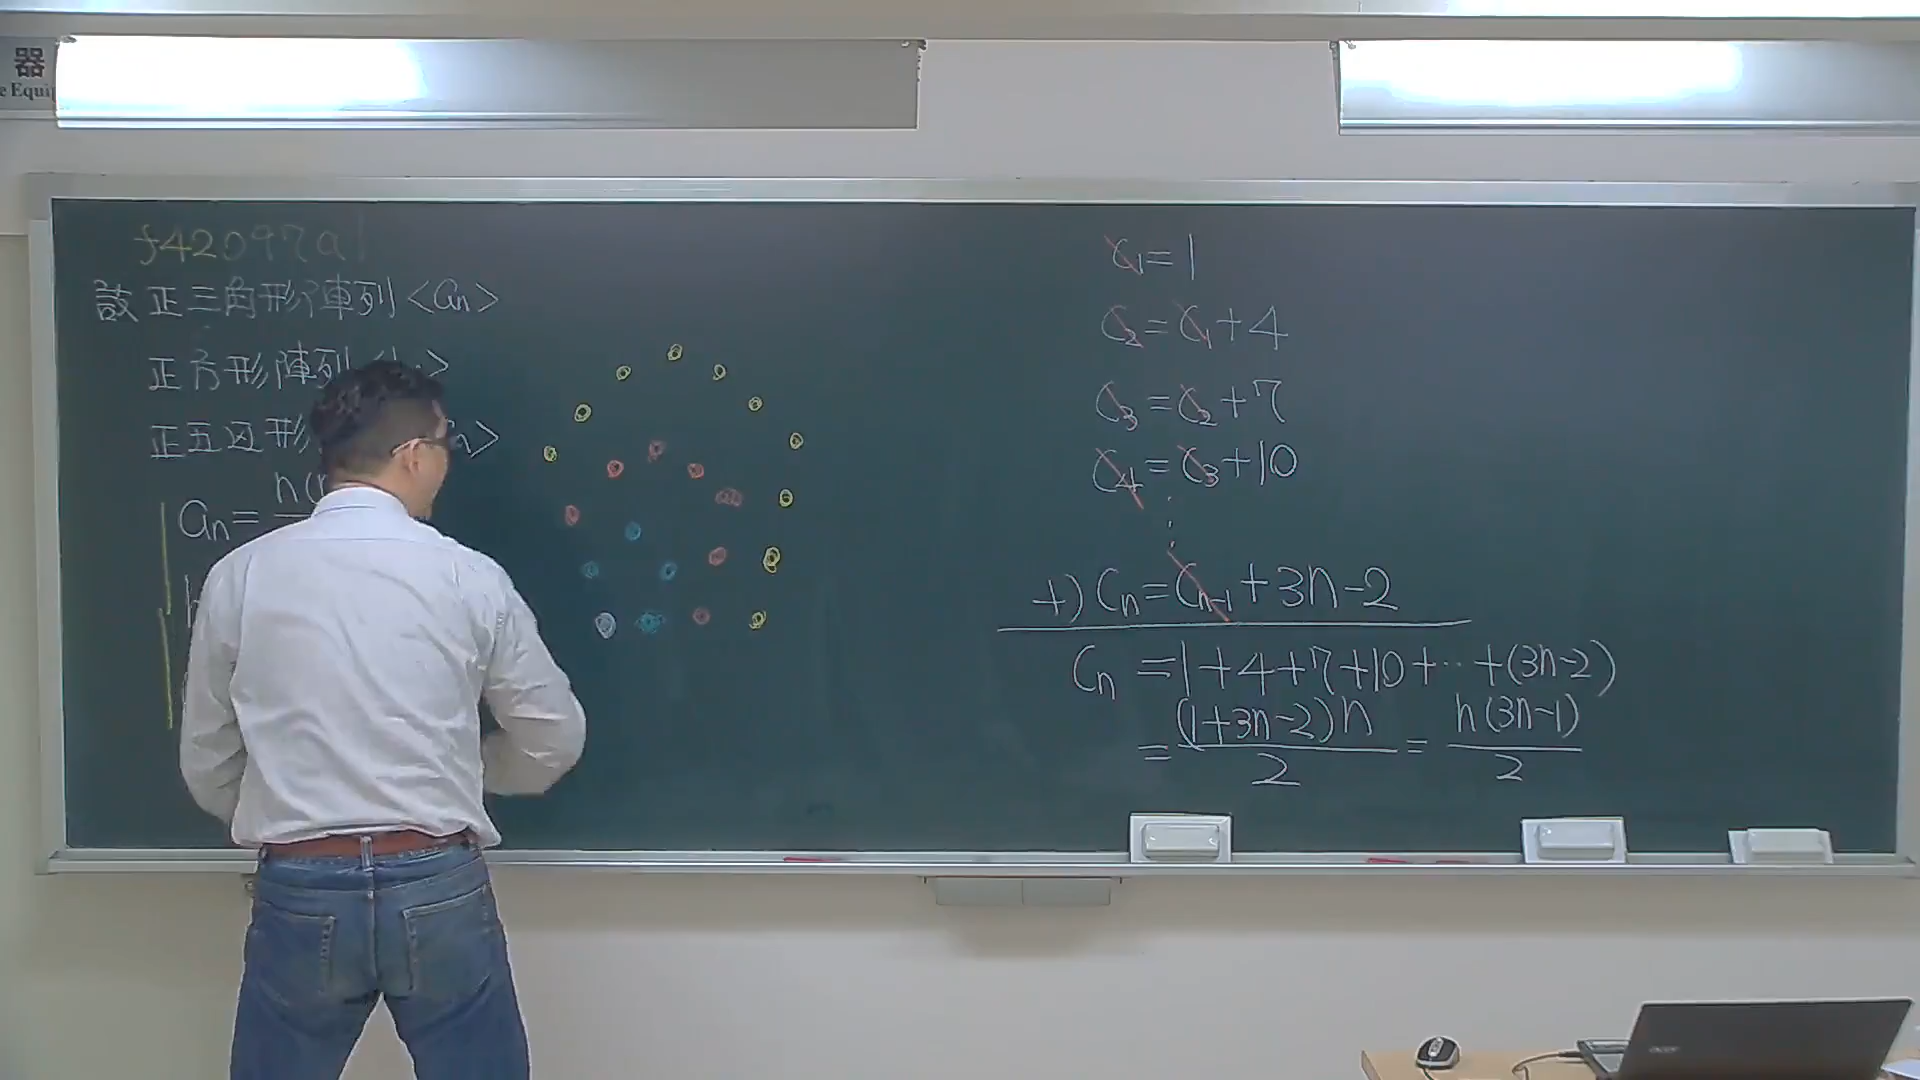 器
e Equi
f42097a1
設正三角形陣列<an>
正方形陣列< >
正五邊形 n>
an= n(
c1=1
c2=c1+4
c3=c2+7
c4=c3+10
⋮
+) Cn=Cn-1+3n-2
Cn=1+4+7+10+⋯+(3n-2)
=(1+3n-2)n/2=n(3n-1)/2
acer